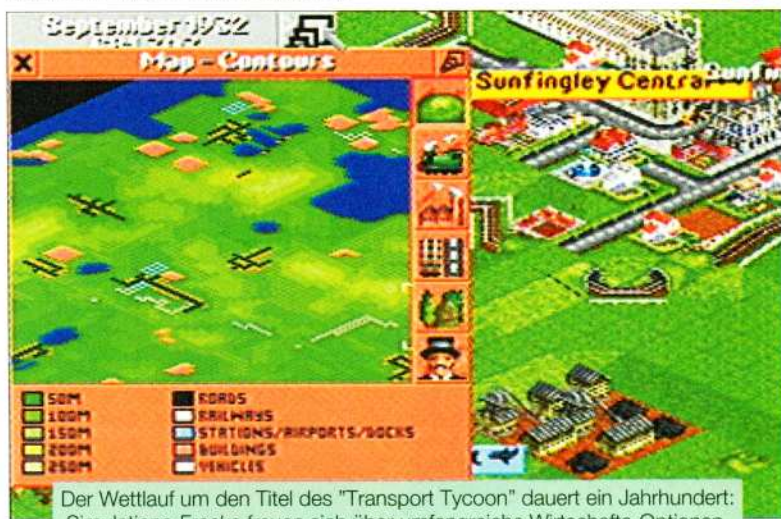 September 1932
Map - Contours
Sunfingley Central
50M
100M
150M
200M
250M
ROADS
RAILWAYS
STATIONS/AIRPORTS/DOCKS
BUILDINGS
VEHICLES
Der Wettlauf um den Titel des "Transport Tycoon" dauert ein Jahrhundert: